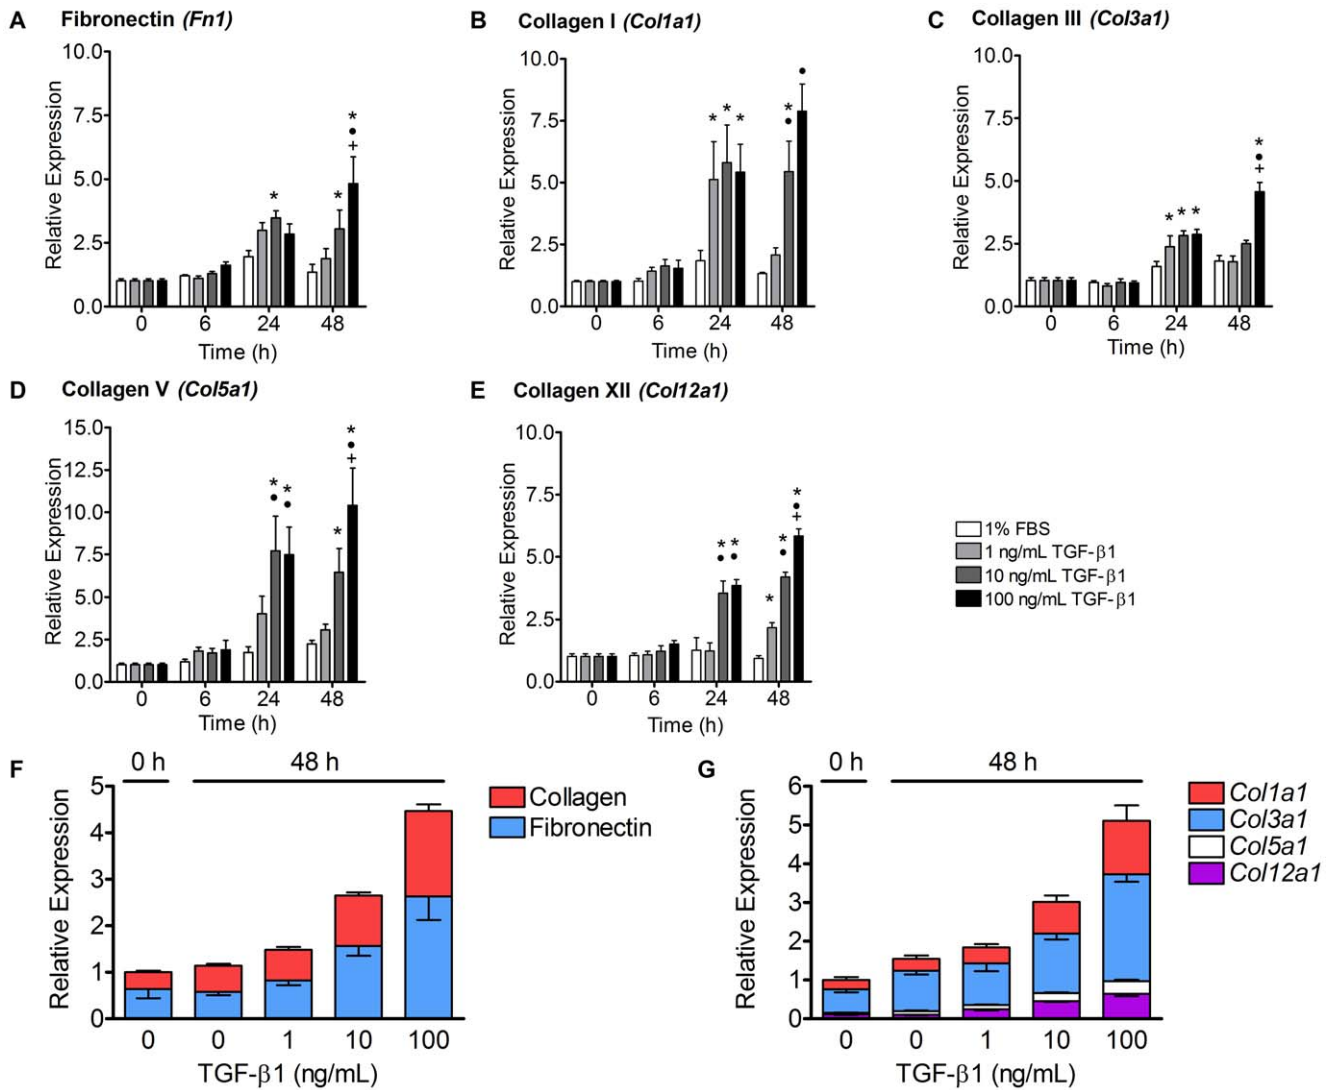 A Fibronectin (Fn1)
10.0
7.5
5.0
2.5
0.0
Relative Expression
* 
* ● +
*
0 6 24 48
Time (h)
B Collagen I (Col1a1)
10.0
7.5
5.0
2.5
0.0
Relative Expression
* * *
* ●
●
0 6 24 48
Time (h)
C Collagen III (Col3a1)
10.0
7.5
5.0
2.5
0.0
Relative Expression
* * *
* ● +
0 6 24 48
Time (h)
D Collagen V (Col5a1)
15.0
12.5
10.0
7.5
5.0
2.5
0.0
Relative Expression
* ●
* ●
*
* ● +
0 6 24 48
Time (h)
E Collagen XII (Col12a1)
10.0
7.5
5.0
2.5
0.0
Relative Expression
* ●
* ●
*
* ●
* ● +
0 6 24 48
Time (h)
1% FBS
1 ng/mL TGF-β1
10 ng/mL TGF-β1
100 ng/mL TGF-β1
F
0 h 48 h
5
4
3
2
1
0
Relative Expression
0 0 1 10 100
TGF-β1 (ng/mL)
Collagen
Fibronectin
G
0 h 48 h
6
5
4
3
2
1
0
Relative Expression
0 0 1 10 100
TGF-β1 (ng/mL)
Col1a1
Col3a1
Col5a1
Col12a1